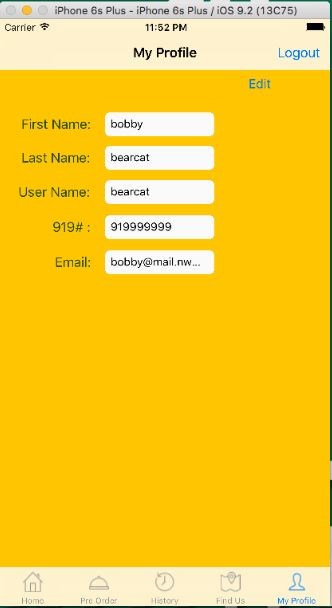 iPhone 6s Plus - iPhone 6s Plus / iOS 9.2 (13C75)
Carrier 11:52 PM
My Profile Logout
Edit
First Name: bobby
Last Name: bearcat
User Name: bearcat
919# : 919999999
Email: bobby@mail.nw...
Home Pre Order History Find Us My Profile